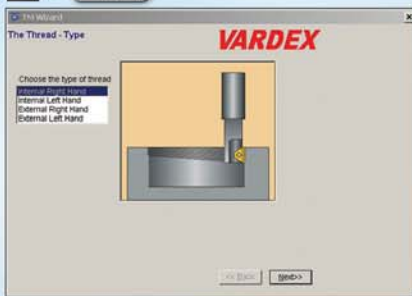 TM Wizard
The Thread - Type
VARDEX
Choose the type of thread
Internal Right Hand
Internal Left Hand
External Right Hand
External Left Hand
<< Back
Next>>